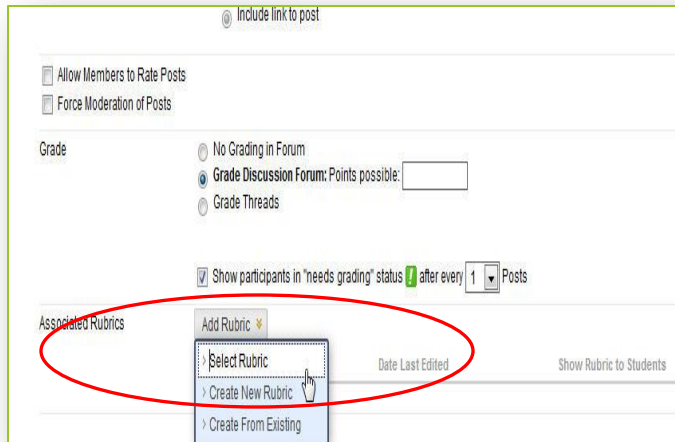 Include link to post
Allow Members to Rate Posts
Force Moderation of Posts
Grade
No Grading in Forum
Grade Discussion Forum: Points possible:
Grade Threads
Show participants in "needs grading" status ! after every 1 Posts
Associated Rubrics
Add Rubric
> Select Rubric
Date Last Edited
Show Rubric to Students
> Create New Rubric
> Create From Existing